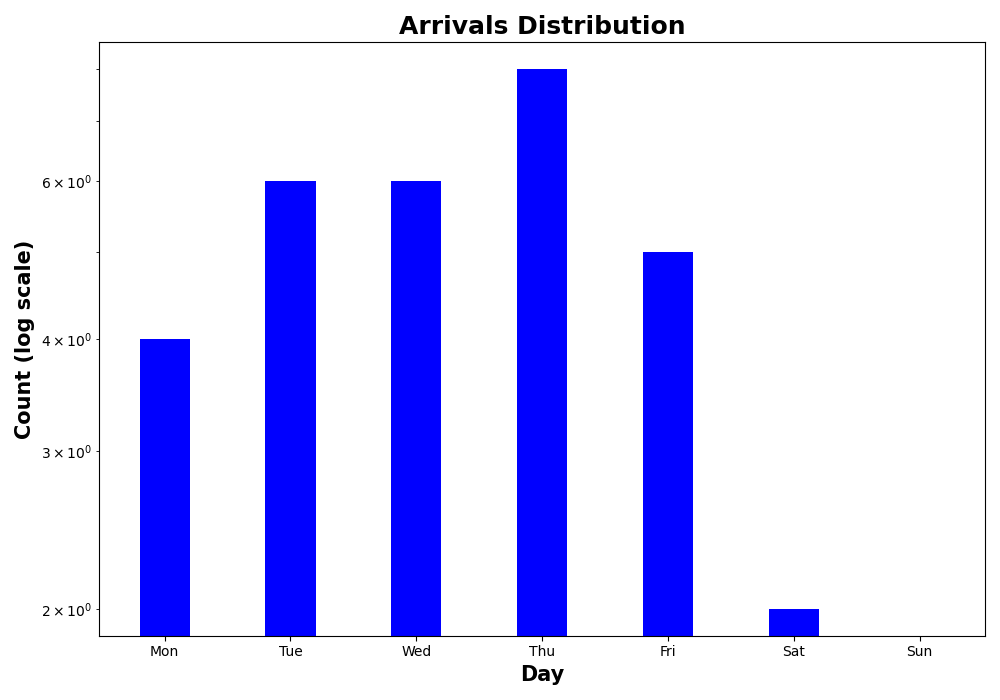 Arrivals Distribution
Count (log scale)
6 × 10⁰
4 × 10⁰
3 × 10⁰
2 × 10⁰
Mon Tue Wed Thu Fri Sat Sun
Day